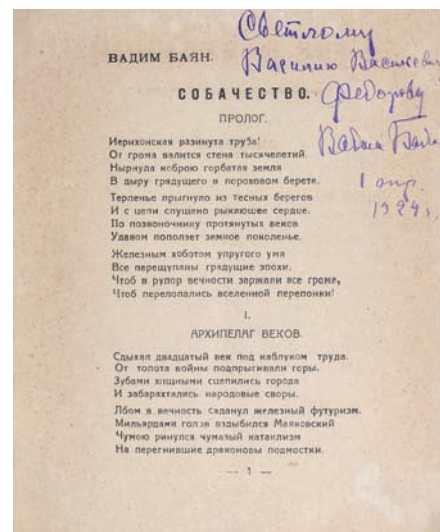 Светлому
ВАДИМ БАЯН.
Василию Васильевичу
СОБАЧЕСТВО.
Федорову
ПРОЛОГ.
Вадим Баян
Иерихонская разинута труба!
От грома валится стена тысячелетий.
Нырнула коброю горбатая земля
В дыру грядущего в пороховом берете.
1 апр.
1924 г.
Терпенье прыгнуло из тесных берегов
И с цепи спущено рыкающее сердце.
По позвоночнику протянутых веков
Удавом поползет земное поколенье.
Железным хоботом упругого ума
Все перещупаны грядущие эпохи.
Чтоб в рупор вечности заржали все грома,
Чтоб перелопались вселенной перепонки!
I.
АРХИПЕЛАГ ВЕКОВ.
Сдыхал двадцатый век под каблуком труда.
От топота войны подпрыгивали горы.
Зубами хищными сцепились города
И забарахтались народовые своры.
Лбом в вечность саданул железный футуризм.
Мильярдами голов вздыбился Маяковский
Чумою ринулся чумазый катаклизм
На перегнившие драконовы подмостки.
— 1 —